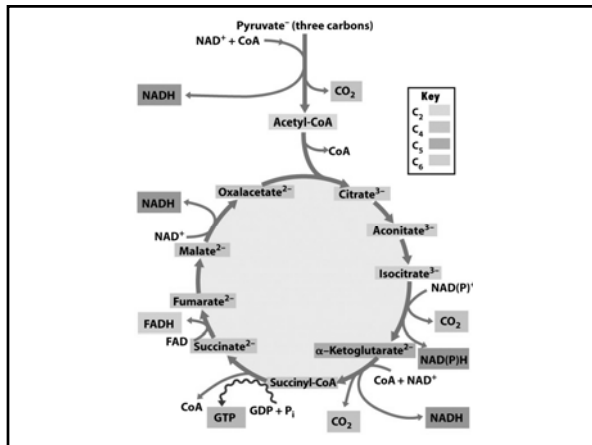 Pyruvate⁻ (three carbons)
NAD⁺ + CoA
CO₂
NADH
Key
C₂
C₄
C₅
C₆
Acetyl-CoA
CoA
Oxalacetate²⁻
Citrate³⁻
NADH
Aconitate³⁻
NAD⁺
Malate²⁻
Isocitrate³⁻
NAD(P)⁺
Fumarate²⁻
CO₂
FADH
FAD
Succinate²⁻
α-Ketoglutarate²⁻
NAD(P)H
Succinyl-CoA
CoA + NAD⁺
CoA
GTP
GDP + Pᵢ
CO₂
NADH